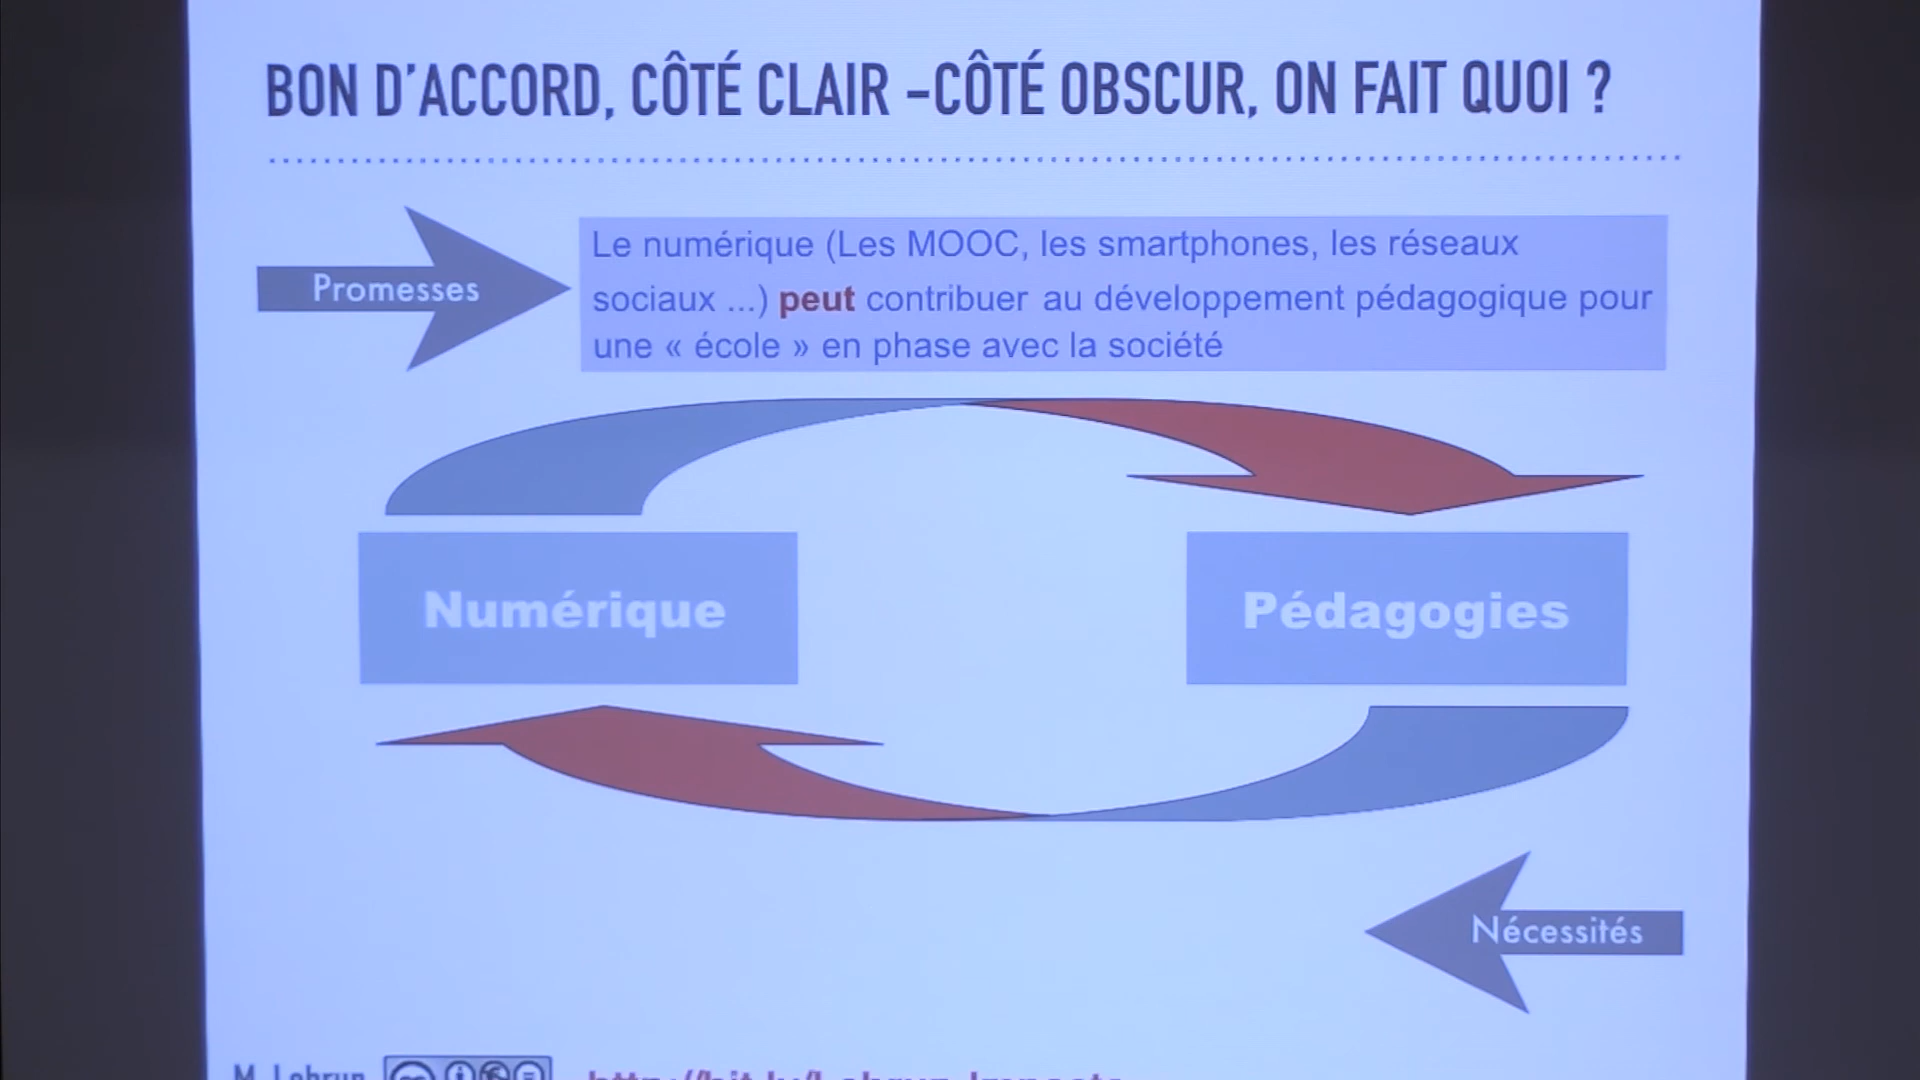 BON D'ACCORD, CÔTÉ CLAIR -CÔTÉ OBSCUR, ON FAIT QUOI ?
Promesses
Le numérique (Les MOOC, les smartphones, les réseaux
sociaux ...) peut contribuer au développement pédagogique pour
une « école » en phase avec la société
Numérique
Pédagogies
Nécessités
M. Lebrun